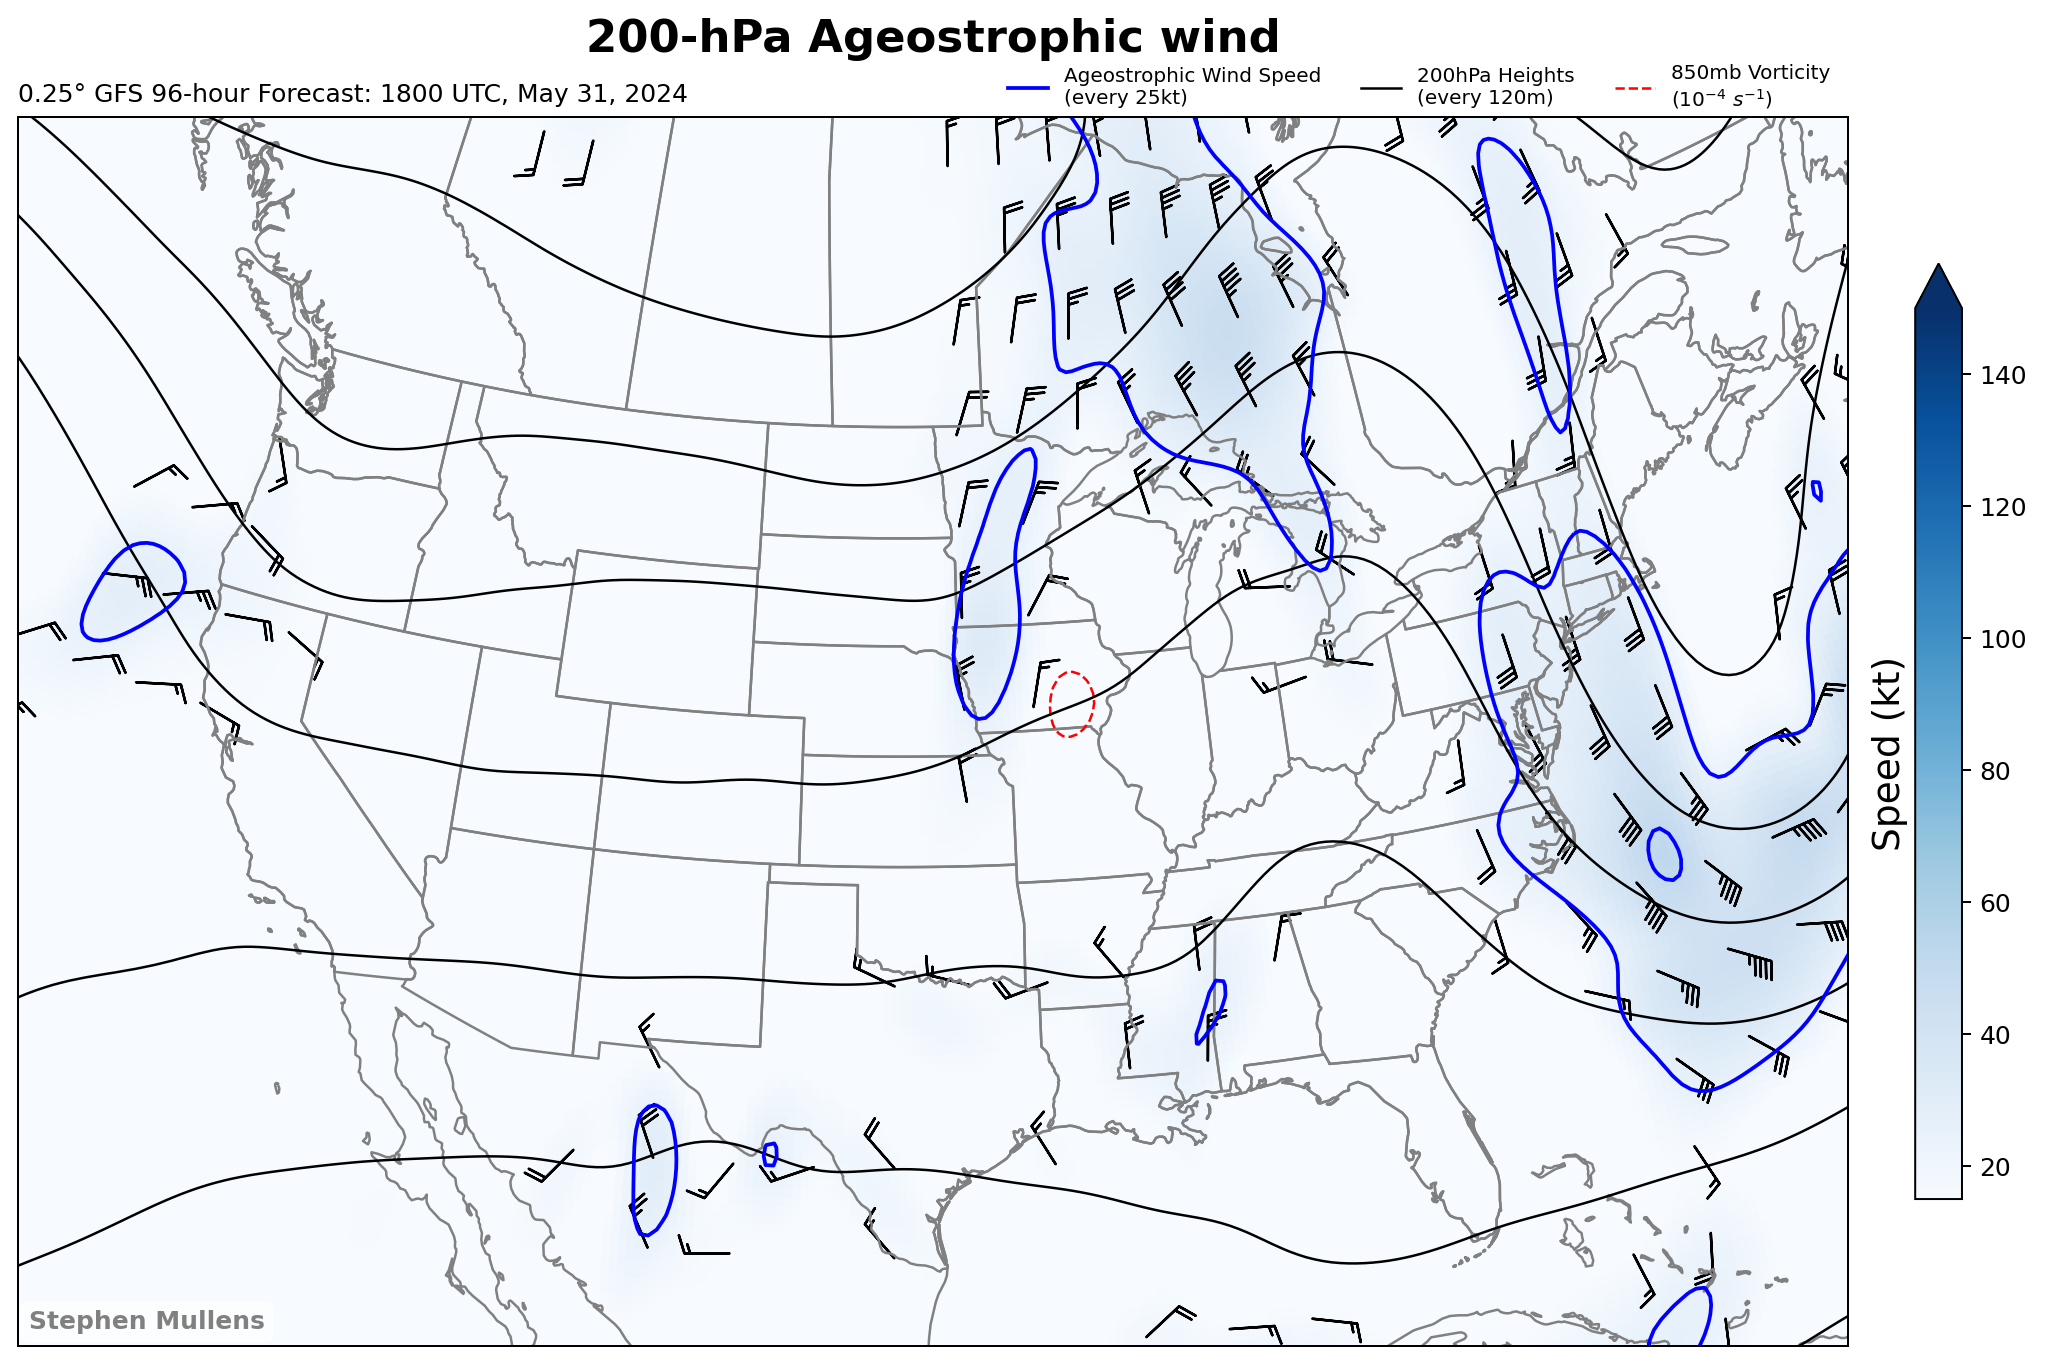 200-hPa Ageostrophic wind
0.25° GFS 96-hour Forecast: 1800 UTC, May 31, 2024
Ageostrophic Wind Speed
(every 25kt)
200hPa Heights
(every 120m)
850mb Vorticity
(10⁻⁴ s⁻¹)
140
120
100
80
60
40
20
Speed (kt)
Stephen Mullens